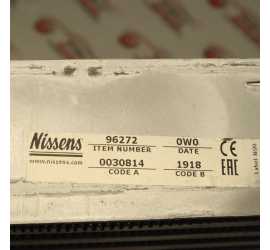 Nissens
www.nissens.com
96272
ITEM NUMBER
0W0
DATE
0030814
CODE A
1918
CODE B
CE
EAC